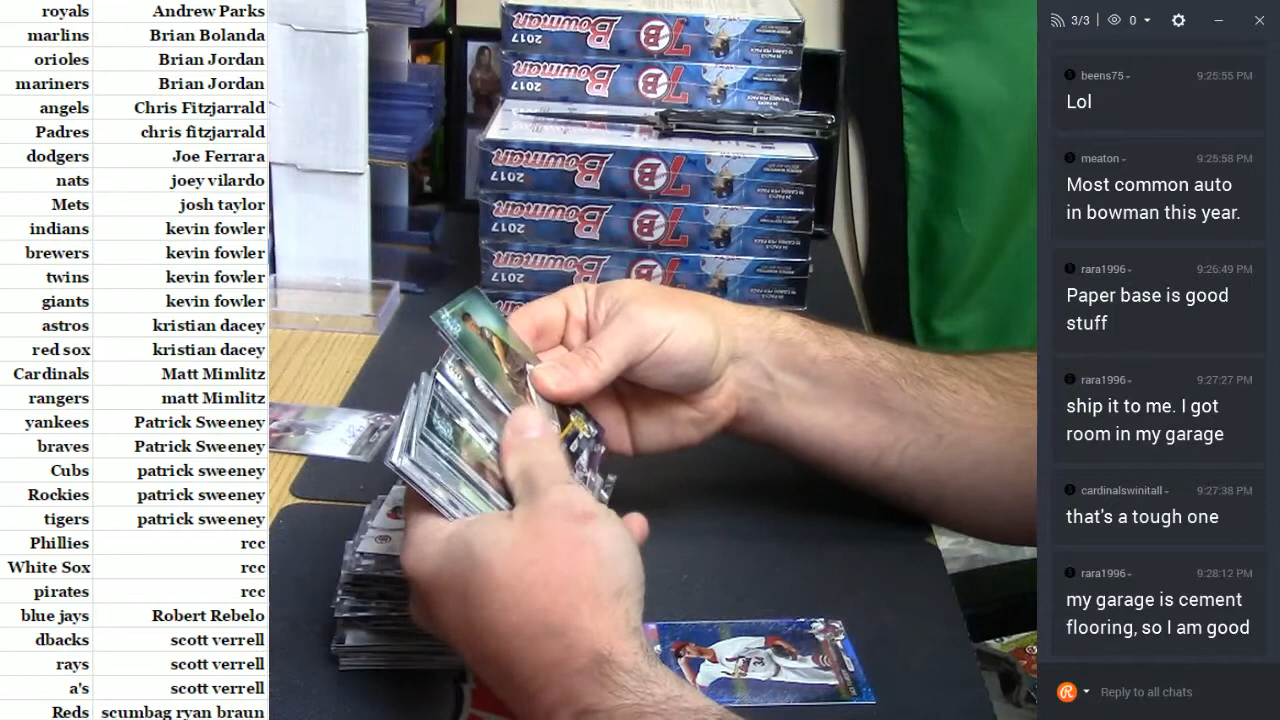 royals Andrew Parks
marlins Brian Bolanda
orioles Brian Jordan
mariners Brian Jordan
angels Chris Fitzjarrald
Padres chris fitzjarrald
dodgers Joe Ferrara
nats joey vilardo
Mets josh taylor
indians kevin fowler
brewers kevin fowler
twins kevin fowler
giants kevin fowler
astros kristian dacey
red sox kristian dacey
Cardinals Matt Mimlitz
rangers matt Mimlitz
yankees Patrick Sweeney
braves Patrick Sweeney
Cubs patrick sweeney
Rockies patrick sweeney
tigers patrick sweeney
Phillies rcc
White Sox rcc
pirates rcc
blue jays Robert Rebelo
dbacks scott verrell
rays scott verrell
a's scott verrell
Reds scumbag ryan braun
2017 Bowman 7B
2017 Bowman 7B
2017 Bowman 7B
2017 Bowman 7B
2017 Bowman 7B
3/3 0
beens75 9:25:55 PM
Lol
meaton 9:25:58 PM
Most common auto
in bowman this year.
rara1996 9:26:49 PM
Paper base is good
stuff
rara1996 9:27:27 PM
ship it to me. I got
room in my garage
cardinalswinitall 9:27:38 PM
that's a tough one
rara1996 9:28:12 PM
my garage is cement
flooring, so I am good
Reply to all chats